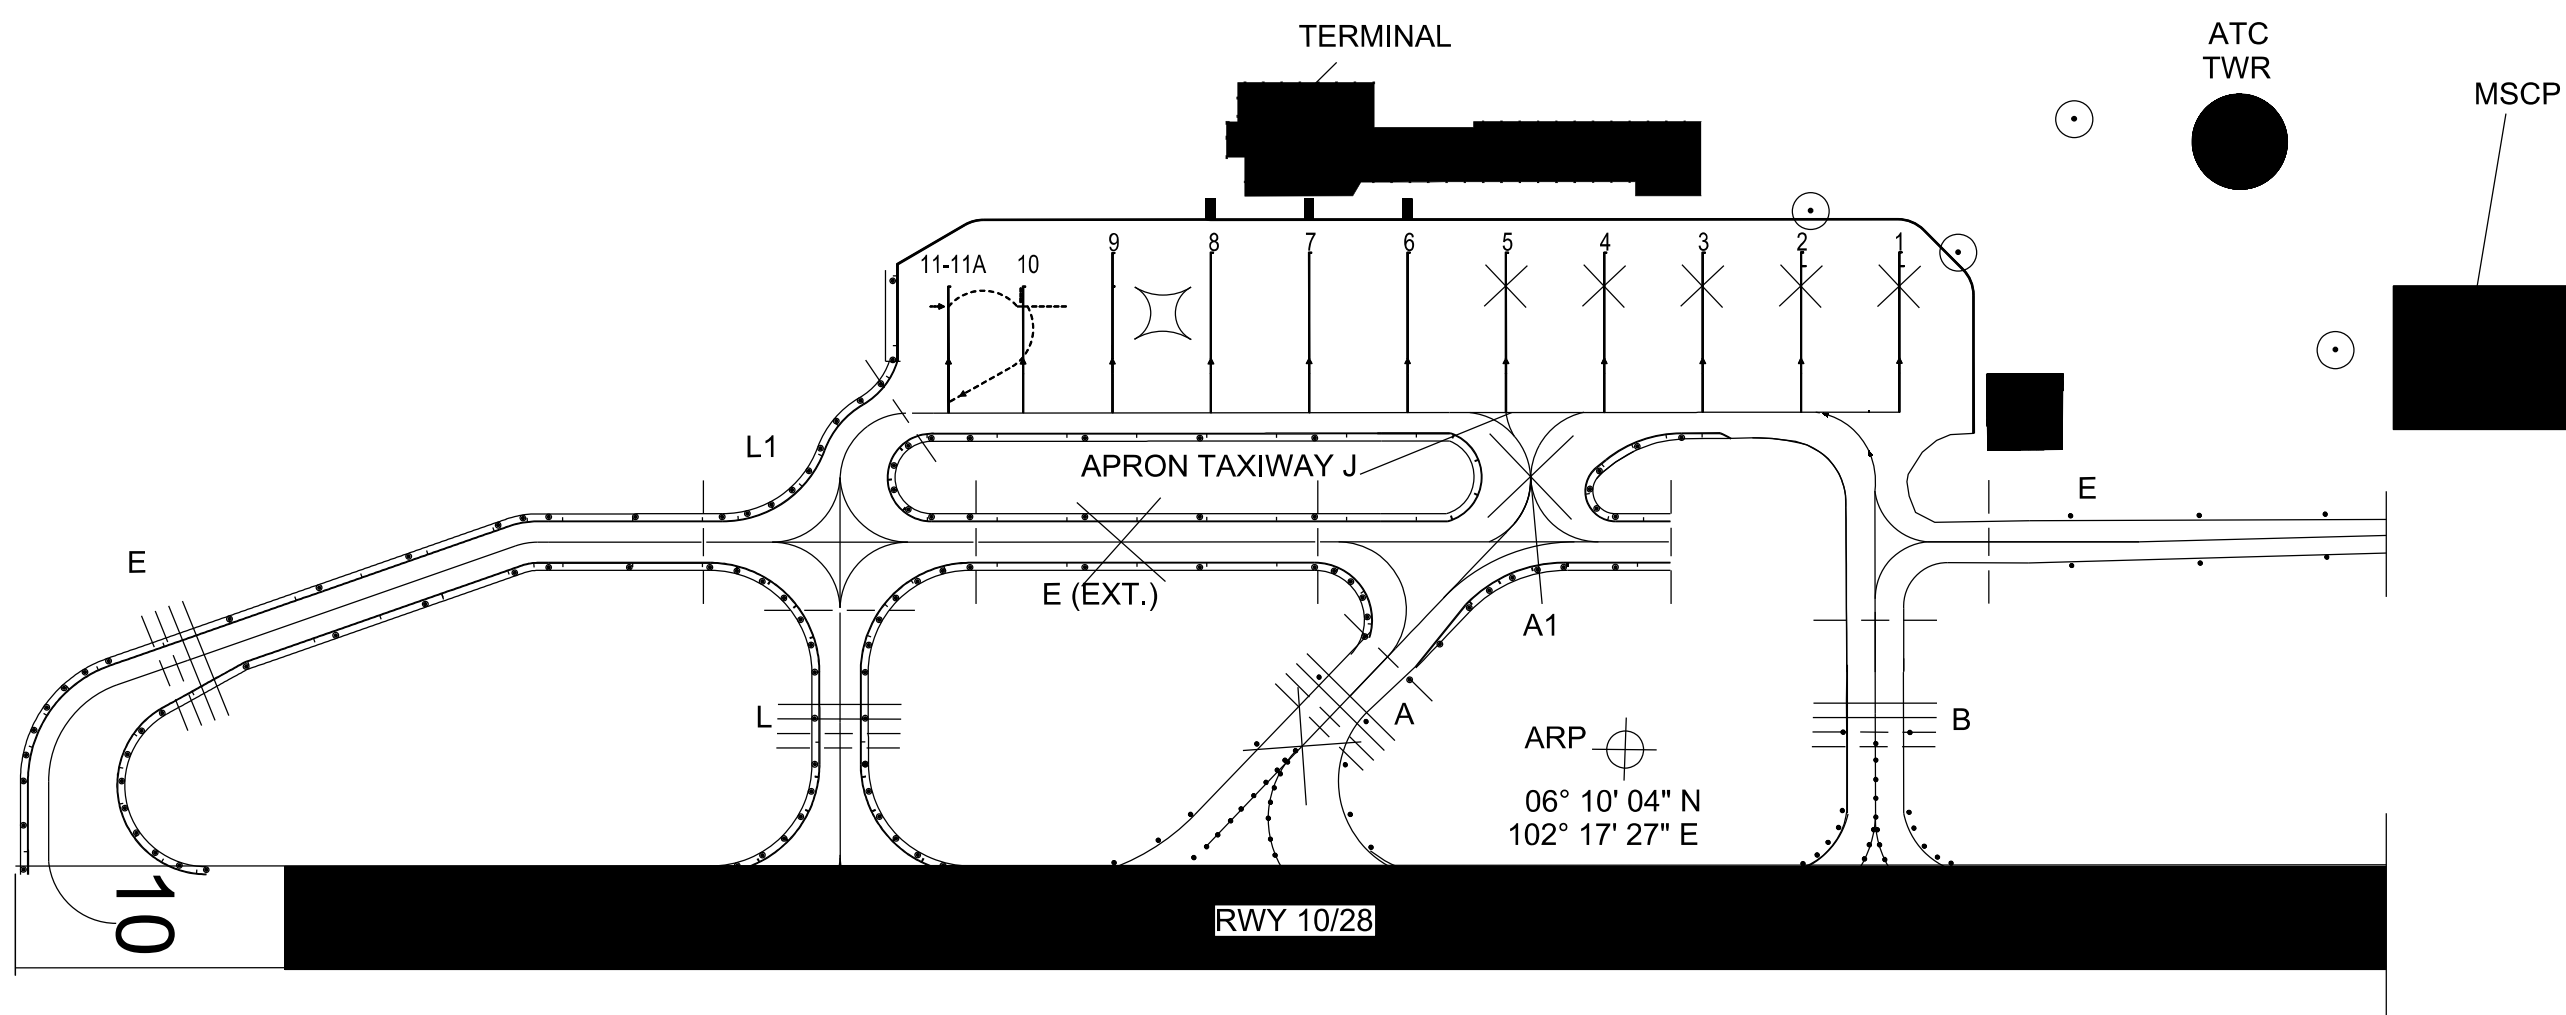 TERMINAL
ATC
TWR
MSCP
9
8
7
6
5
4
3
2
1
11-11A
10
L1
APRON TAXIWAY J
E
E
E (EXT.)
A1
L
A
B
ARP
06° 10' 04" N
102° 17' 27" E
10
RWY 10/28